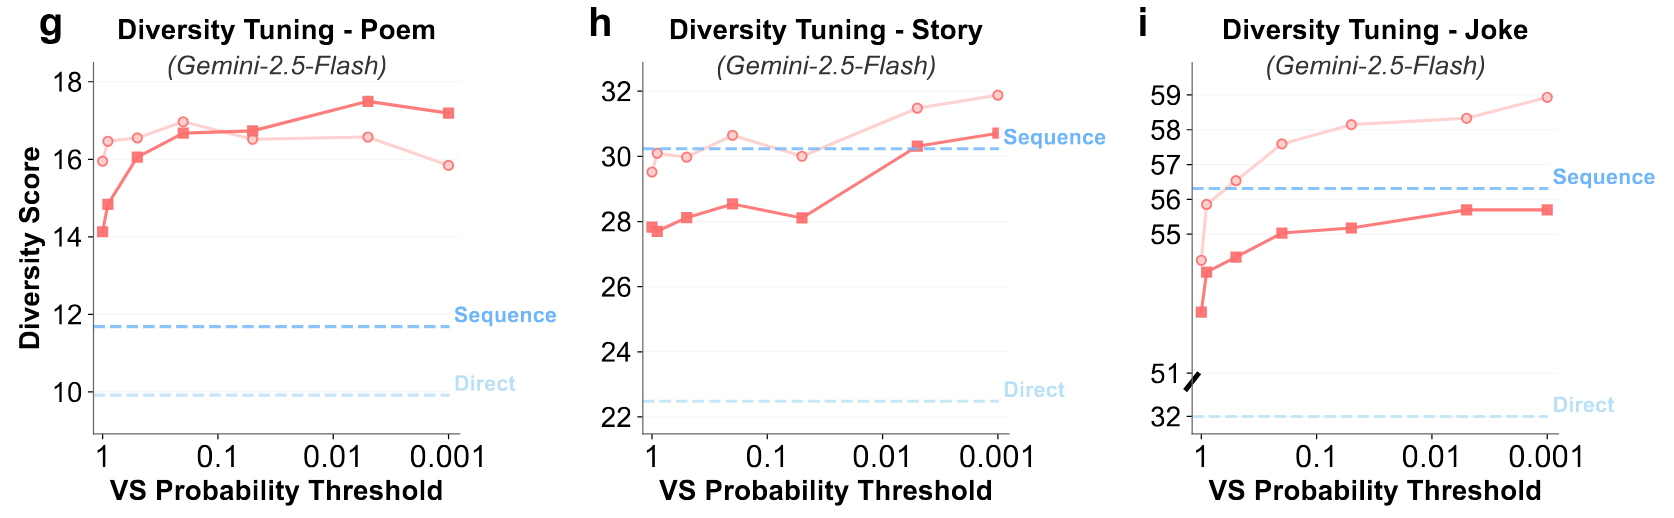 g
Diversity Tuning - Poem
(Gemini-2.5-Flash)
Diversity Score
18
16
14
12
10
Sequence
Direct
1
0.1
0.01
0.001
VS Probability Threshold
h
Diversity Tuning - Story
(Gemini-2.5-Flash)
32
30
28
26
24
22
Sequence
Direct
1
0.1
0.01
0.001
VS Probability Threshold
i
Diversity Tuning - Joke
(Gemini-2.5-Flash)
59
58
57
56
55
51
32
Sequence
Direct
1
0.1
0.01
0.001
VS Probability Threshold